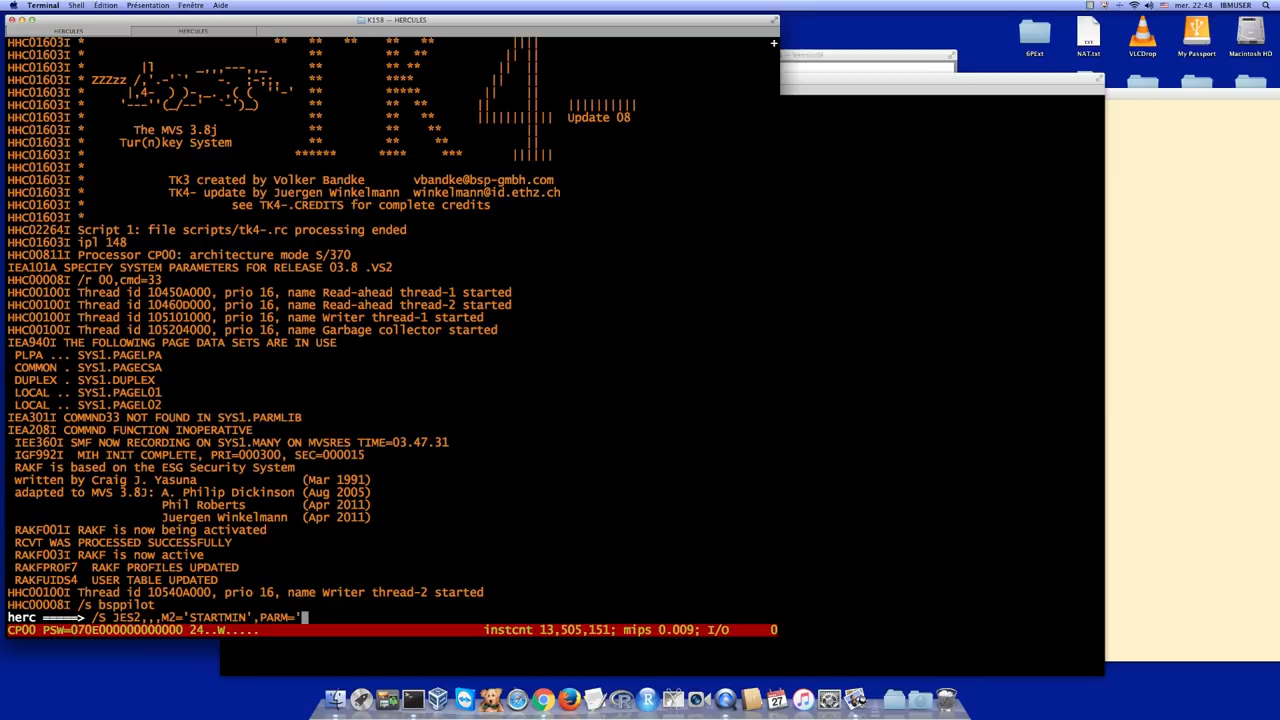 Terminal Shell Édition Présentation Fenêtre Aide
mer. 22:48 IBMUSER
K158 — HERCULES
HERCULES HERCULES
HHC01603I * ** ** ** ** ||||
HHC01603I * ** ** ** ** || ||
HHC01603I * |l _,,,---,,_ ** ** ** || ||
HHC01603I * ZZZzz /,'.-'`' -. ;-;;, ** **** || ||
HHC01603I * |,4- ) )-,_. ,( ( ''-' ** **** || ||
HHC01603I * '---''(_/--' `-')_) ** ** ** || || ||||||||||
HHC01603I * ** ** ** ||||||||||| Update 08
HHC01603I * The MVS 3.8j ** ** ** ||
HHC01603I * Tur(n)key System ** ** ** ||
HHC01603I * ****** **** *** ||||||
HHC01603I *
HHC01603I * TK3 created by Volker Bandke vbandke@bsp-gmbh.com
HHC01603I * TK4- update by Juergen Winkelmann winkelmann@id.ethz.ch
HHC01603I * see TK4-.CREDITS for complete credits
HHC01603I *
HHC02264I Script 1: file scripts/tk4-.rc processing ended
HHC01603I ipl 148
HHC00811I Processor CP00: architecture mode S/370
IEA101A SPECIFY SYSTEM PARAMETERS FOR RELEASE 03.8 .VS2
HHC00008I /r 00,cmd=33
HHC00100I Thread id 10450A000, prio 16, name Read-ahead thread-1 started
HHC00100I Thread id 10460D000, prio 16, name Read-ahead thread-2 started
HHC00100I Thread id 105101000, prio 16, name Writer thread-1 started
HHC00100I Thread id 105204000, prio 16, name Garbage collector started
IEA940I THE FOLLOWING PAGE DATA SETS ARE IN USE
PLPA ... SYS1.PAGELPA
COMMON . SYS1.PAGECSA
DUPLEX . SYS1.DUPLEX
LOCAL .. SYS1.PAGEL01
LOCAL .. SYS1.PAGEL02
IEA301I COMMND33 NOT FOUND IN SYS1.PARMLIB
IEA208I COMMND FUNCTION INOPERATIVE
IEE360I SMF NOW RECORDING ON SYS1.MANY ON MVSRES TIME=03.47.31
IGF992I MIH INIT COMPLETE, PRI=000300, SEC=000015
RAKF is based on the ESG Security System
written by Craig J. Yasuna (Mar 1991)
adapted to MVS 3.8J: A. Philip Dickinson (Aug 2005)
Phil Roberts (Apr 2011)
Juergen Winkelmann (Apr 2011)
RAKF001I RAKF is now being activated
RCVT WAS PROCESSED SUCCESSFULLY
RAKF003I RAKF is now active
RAKFPROF7 RAKF PROFILES UPDATED
RAKFUIDS4 USER TABLE UPDATED
HHC00100I Thread id 10540A000, prio 16, name Writer thread-2 started
HHC00008I /s bsppilot
herc =====> /S JES2,,,M2='STARTMIN',PARM='
CP00 PSW=070E000000000000 24..W..... instcnt 13,505,151; mips 0.009; I/O 0
6PExt
NAT.txt
VLCDrop
My Passport
Macintosh HD